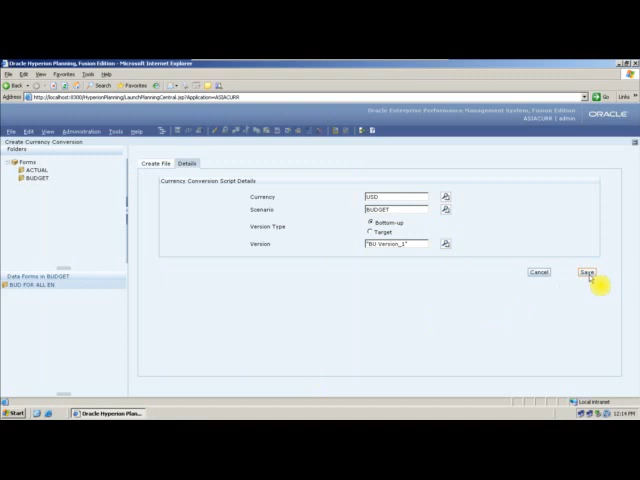 Oracle Hyperion Planning, Fusion Edition - Microsoft Internet Explorer
File Edit View Favorites Tools Help
Back Search Favorites
Address http://localhost:8300/HyperionPlanning/LaunchPlanningCentral.jsp?Application=ASIACURR Go Links »
Oracle Enterprise Performance Management System, Fusion Edition
ASIACURR | admin
ORACLE
File Edit View Administration Tools Help
Create Currency Conversion
Folders
Forms
ACTUAL
BUDGET
Create File Details
Currency Conversion Script Details
Currency USD
Scenario BUDGET
Version Type Bottom-up
Target
Version "BU Version_1"
Cancel Save
Data Forms in BUDGET
BUD FOR ALL EN
Local intranet
Start Oracle Hyperion Plan... 12:14 PM